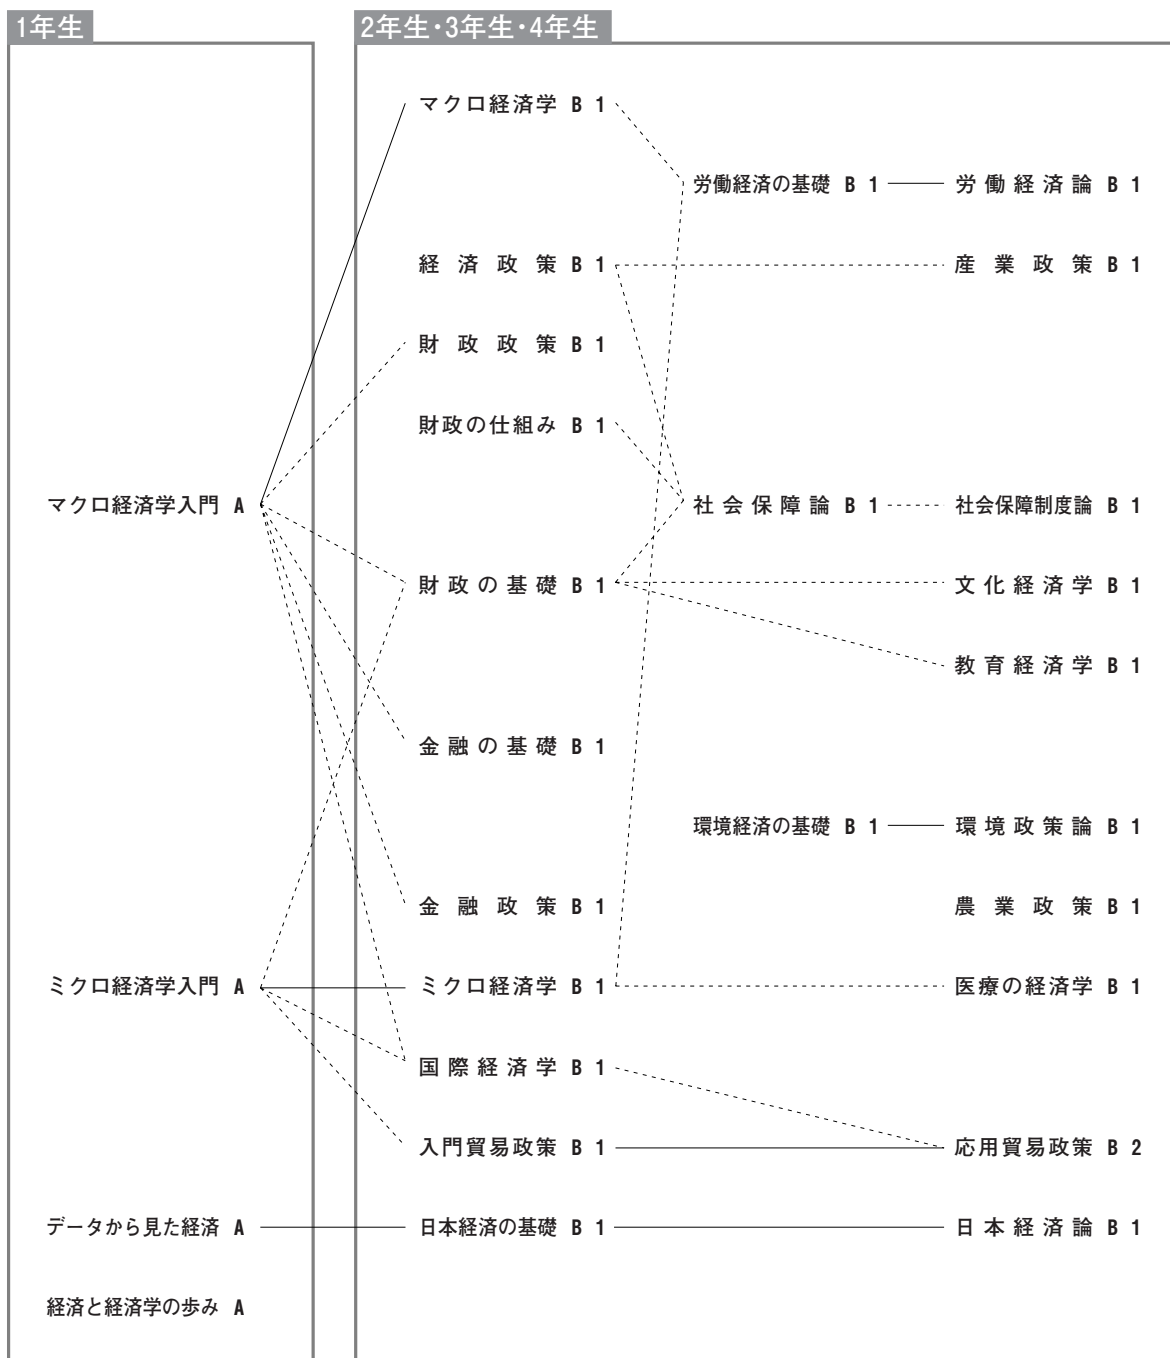 1年生
2年生・3年生・4年生
マクロ経済学 B 1
労働経済の基礎 B 1
労働経済論 B 1
経済政策 B 1
産業政策 B 1
財政政策 B 1
財政の仕組み B 1
マクロ経済学入門 A
社会保障論 B 1
社会保障制度論 B 1
財政の基礎 B 1
文化経済学 B 1
教育経済学 B 1
金融の基礎 B 1
環境経済の基礎 B 1
環境政策論 B 1
金融政策 B 1
農業政策 B 1
ミクロ経済学入門 A
ミクロ経済学 B 1
医療の経済学 B 1
国際経済学 B 1
入門貿易政策 B 1
応用貿易政策 B 2
データから見た経済 A
日本経済の基礎 B 1
日本経済論 B 1
経済と経済学の歩み A